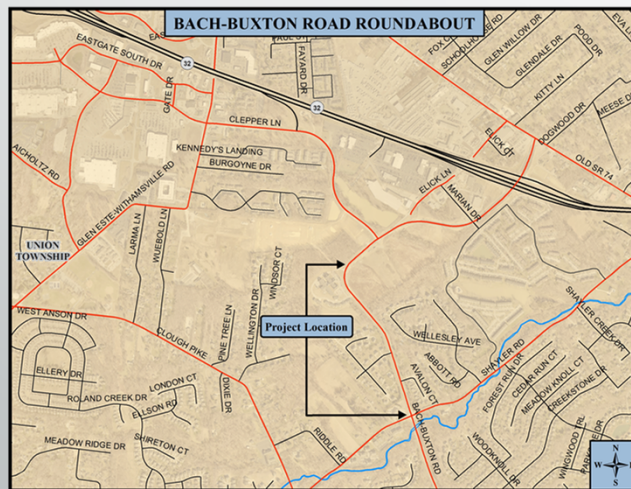 BACH-BUXTON ROAD ROUNDABOUT
EASTGATE SOUTH DR
32
GATE DR
FAYARD DR
FOX C
SCHOOLHOUSE RD
GLEN WILLOW DR
GLENDALE DR
POGO DR
EVA L
KITTY LN
MEESE D
DOGWOOD DR
ELICK CT
OLD SR 74
32
CLEPPER LN
KENNEDY'S LANDING
BURGOYNE DR
AICHOLTZ RD
GLEN ESTE-WITHAMSVILLE RD
ELICK LN
MARIAN DR
LARMA LN
WUEBOLD LN
UNION
TOWNSHIP
WINDSOR CT
WELLINGTON DR
PINE TREE LN
Project Location
WEST ANSON DR
CLOUGH PIKE
SHAYLER CREEK DR
SHAYLER RD
WELLESLEY AVE
ABBOTT RD
AVALON CT
FOREST RUN DR
CEDAR RUN CT
MEADOW KNOLL CT
CREEKSTONE DR
ELLERY DR
ROLAND CREEK DR
LONDON CT
ELLSON RD
DIXIE DR
SHIRETON CT
MEADOW RIDGE DR
RIDDLE RD
BACH-BUXTON RD
WOODKNOLL DR
WINGWOOD TRL
N
W E
S